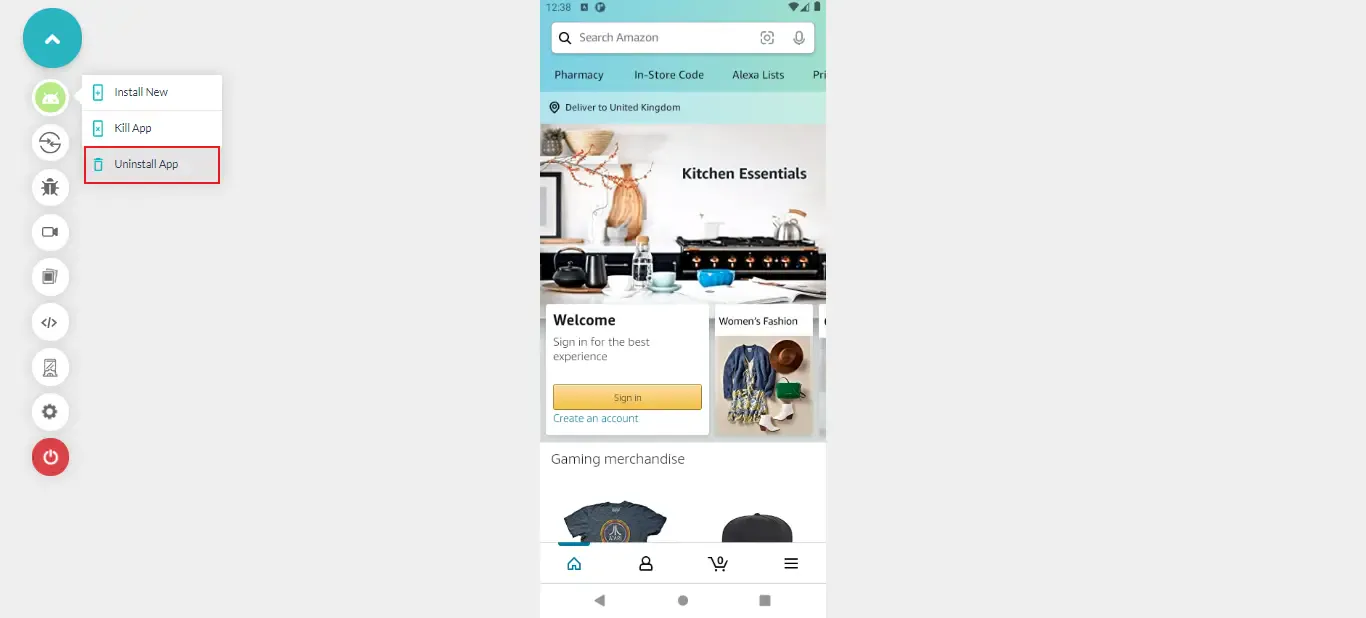 Install New
Kill App
Uninstall App
12:38
Search Amazon
Pharmacy In-Store Code Alexa Lists Pri
Deliver to United Kingdom
Kitchen Essentials
Welcome
Sign in for the best
experience
Sign in
Create an account
Women's Fashion
Gaming merchandise
ATARI
0